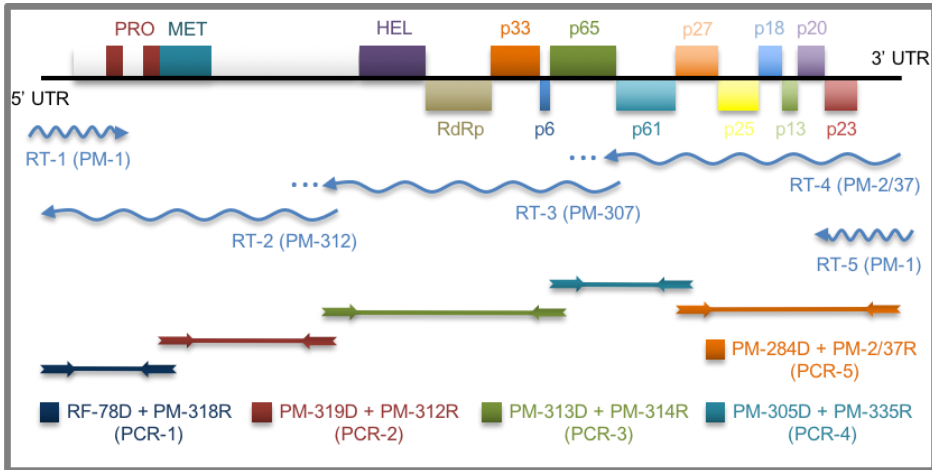 PRO MET HEL p33 p65 p27 p18 p20
3’ UTR
5’ UTR
RdRp p6 p61 p25 p13 p23
RT-1 (PM-1)
...
...
RT-4 (PM-2/37)
RT-3 (PM-307)
RT-2 (PM-312)
RT-5 (PM-1)
PM-284D + PM-2/37R
(PCR-5)
RF-78D + PM-318R
(PCR-1)
PM-319D + PM-312R
(PCR-2)
PM-313D + PM-314R
(PCR-3)
PM-305D + PM-335R
(PCR-4)